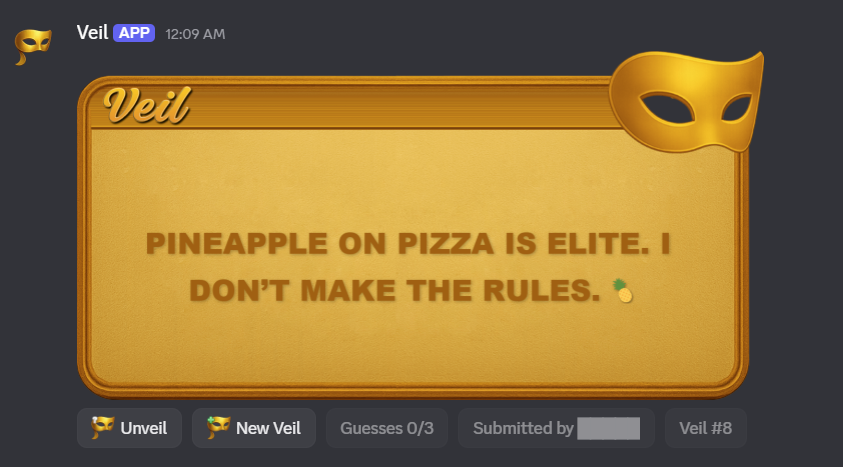 Veil APP 12:09 AM
Veil
PINEAPPLE ON PIZZA IS ELITE. I
DON’T MAKE THE RULES. 🍍
Unveil New Veil Guesses 0/3 Submitted by Veil #8